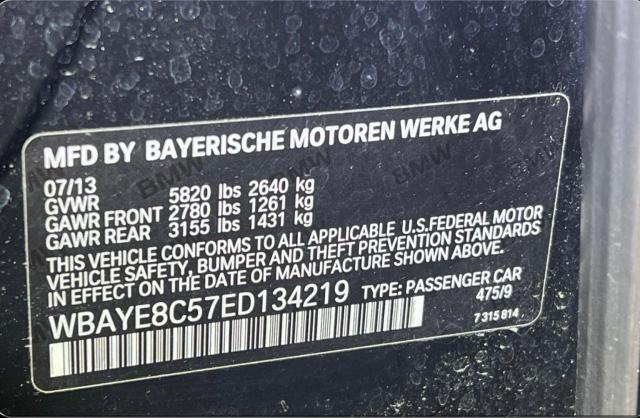 MFD BY BAYERISCHE MOTOREN WERKE AG
07/13
GVWR 5820 lbs 2640 kg
GAWR FRONT 2780 lbs 1261 kg
GAWR REAR 3155 lbs 1431 kg
THIS VEHICLE CONFORMS TO ALL APPLICABLE U.S.FEDERAL MOTOR
VEHICLE SAFETY, BUMPER AND THEFT PREVENTION STANDARDS
IN EFFECT ON THE DATE OF MANUFACTURE SHOWN ABOVE.
WBAYE8C57ED134219 TYPE: PASSENGER CAR
475/9
7 315 814
BMW
BMW